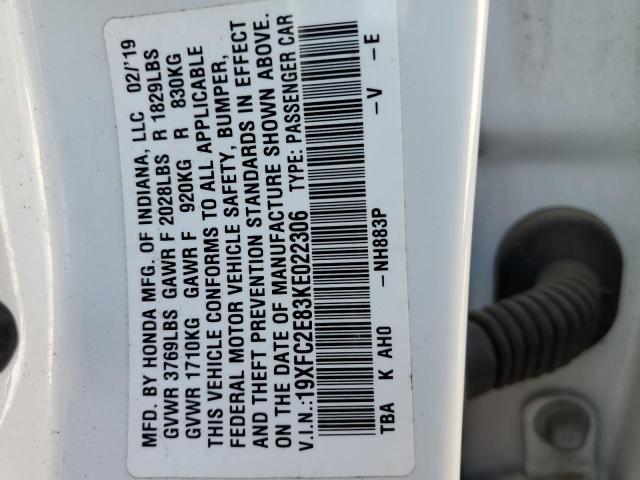 MFD. BY HONDA MFG. OF INDIANA, LLC 02/'19
GVWR 3769LBS GAWR F 2028LBS R 1829LBS
GVWR 1710KG GAWR F 920KG R 830KG
THIS VEHICLE CONFORMS TO ALL APPLICABLE
FEDERAL MOTOR VEHICLE SAFETY, BUMPER,
AND THEFT PREVENTION STANDARDS IN EFFECT
ON THE DATE OF MANUFACTURE SHOWN ABOVE.
V.I.N.:19XFC2E83KE022306 TYPE: PASSENGER CAR
TBA K AH0 -NH883P -V -E